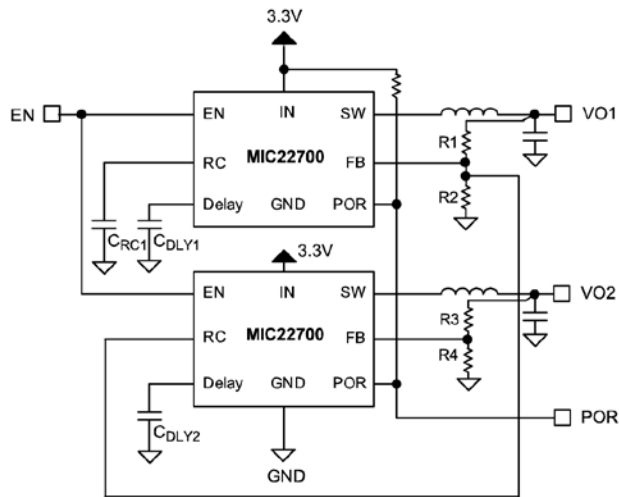 3.3V
EN
EN
IN
SW
VO1
R1
RC
MIC22700
FB
R2
Delay
GND
POR
CRC1
CDLY1
3.3V
EN
IN
SW
VO2
R3
RC
MIC22700
FB
R4
Delay
GND
POR
CDLY2
POR
GND